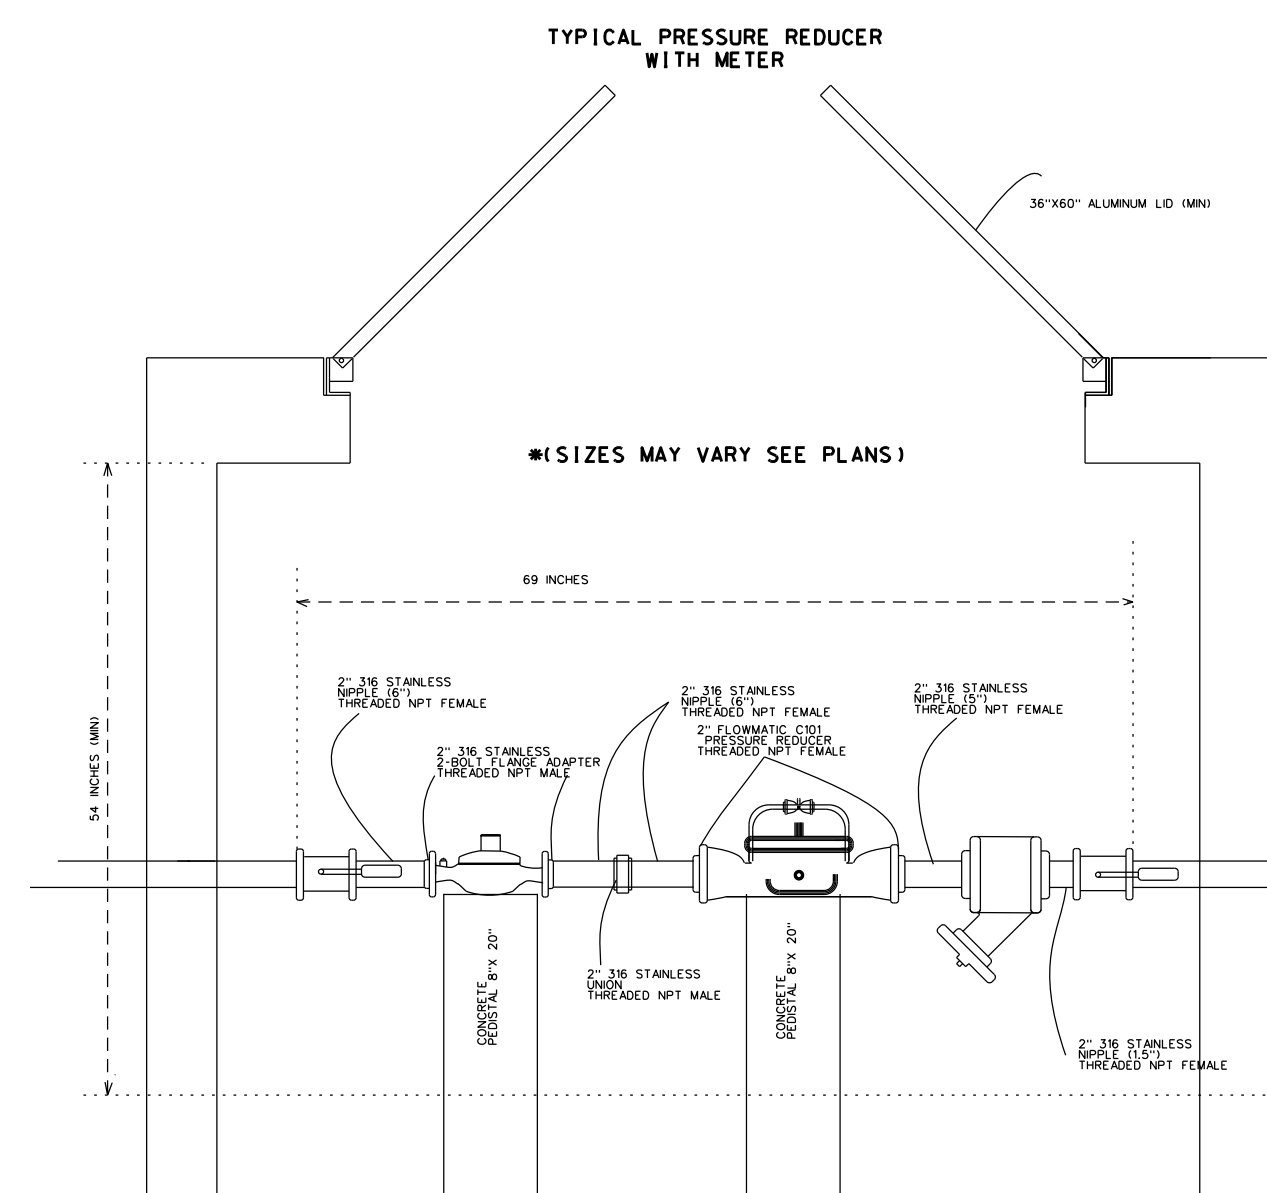 TYPICAL PRESSURE REDUCER
WITH METER
36"X60" ALUMINUM LID (MIN)
*(SIZES MAY VARY SEE PLANS)
69 INCHES
54 INCHES (MIN)
2" 316 STAINLESS
NIPPLE (6")
THREADED NPT FEMALE
2" 316 STAINLESS
2-BOLT FLANGE ADAPTER
THREADED NPT MALE
2" 316 STAINLESS
NIPPLE (6")
THREADED NPT FEMALE
2" FLOWMATIC C101
PRESSURE REDUCER
THREADED NPT FEMALE
2" 316 STAINLESS
NIPPLE (5")
THREADED NPT FEMALE
CONCRETE
PEDISTAL 8"X 20"
2" 316 STAINLESS
UNION
THREADED NPT MALE
CONCRETE
PEDISTAL 8"X 20"
2" 316 STAINLESS
NIPPLE (1.5")
THREADED NPT FEMALE